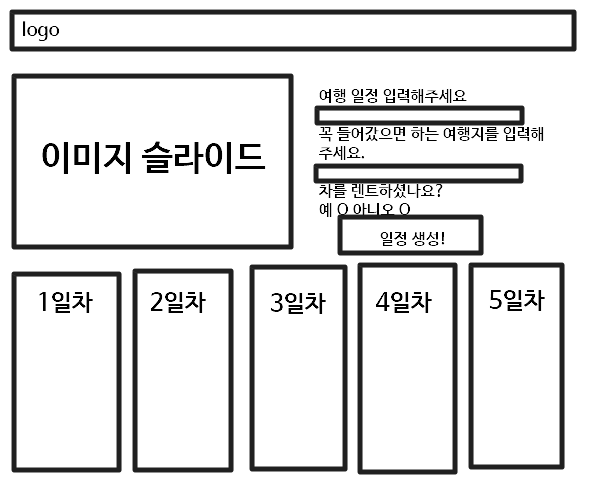 logo
이미지 슬라이드
여행 일정 입력해주세요
꼭 들어갔으면 하는 여행지를 입력해
주세요.
차를 렌트하셨나요?
예 O 아니오 O
일정 생성!
1일차
2일차
3일차
4일차
5일차